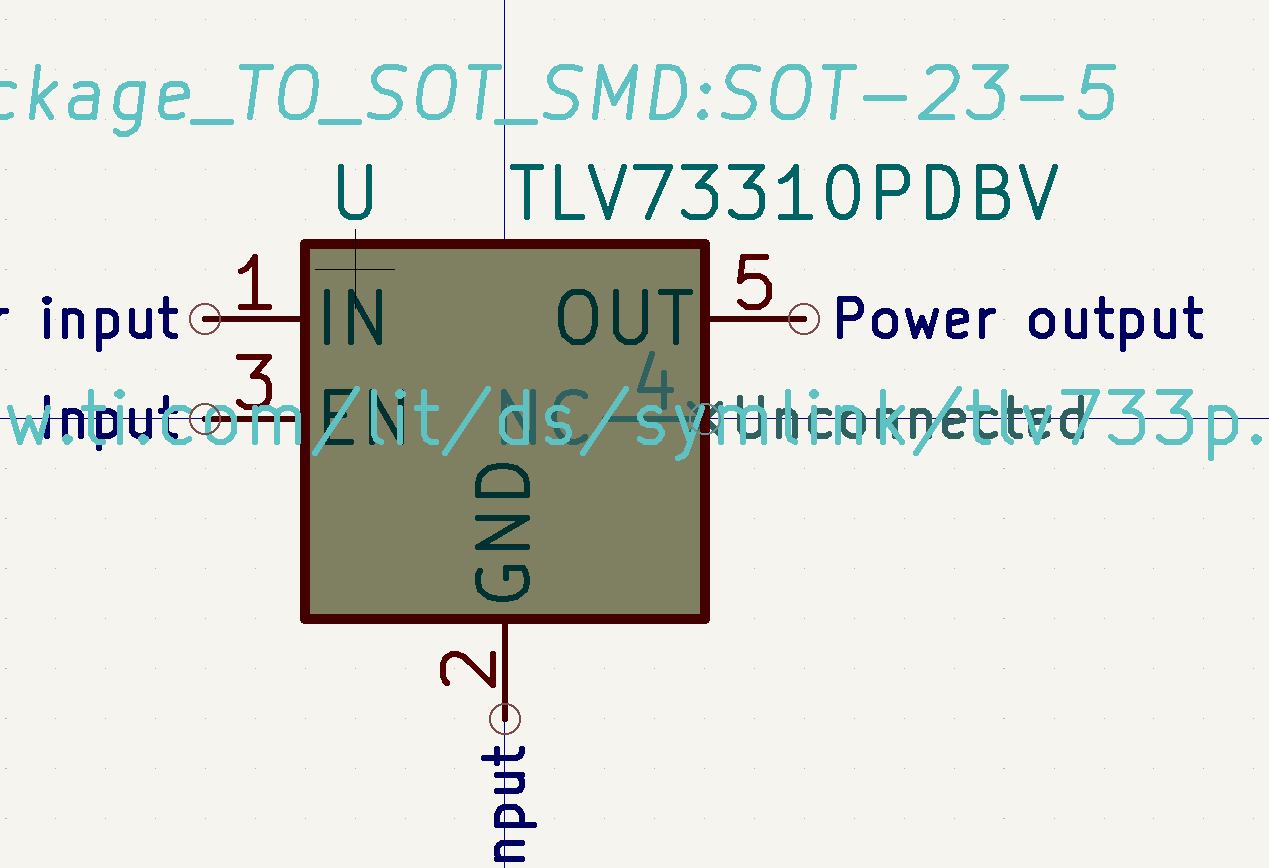 ckage_TO_SOT_SMD:SOT-23-5
U TLV73310PDBV
1 5
r input IN OUT Power output
3 4
Input EN NC Unconnected
w.ti.com/lit/ds/symlink/tlv733p.
GND
2
nput